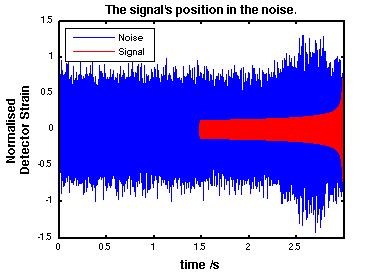 The signal's position in the noise.
Noise
Signal
1.5
1
0.5
0
-0.5
-1
-1.5
Normalised
Detector Strain
0 0.5 1 1.5 2 2.5
time /s